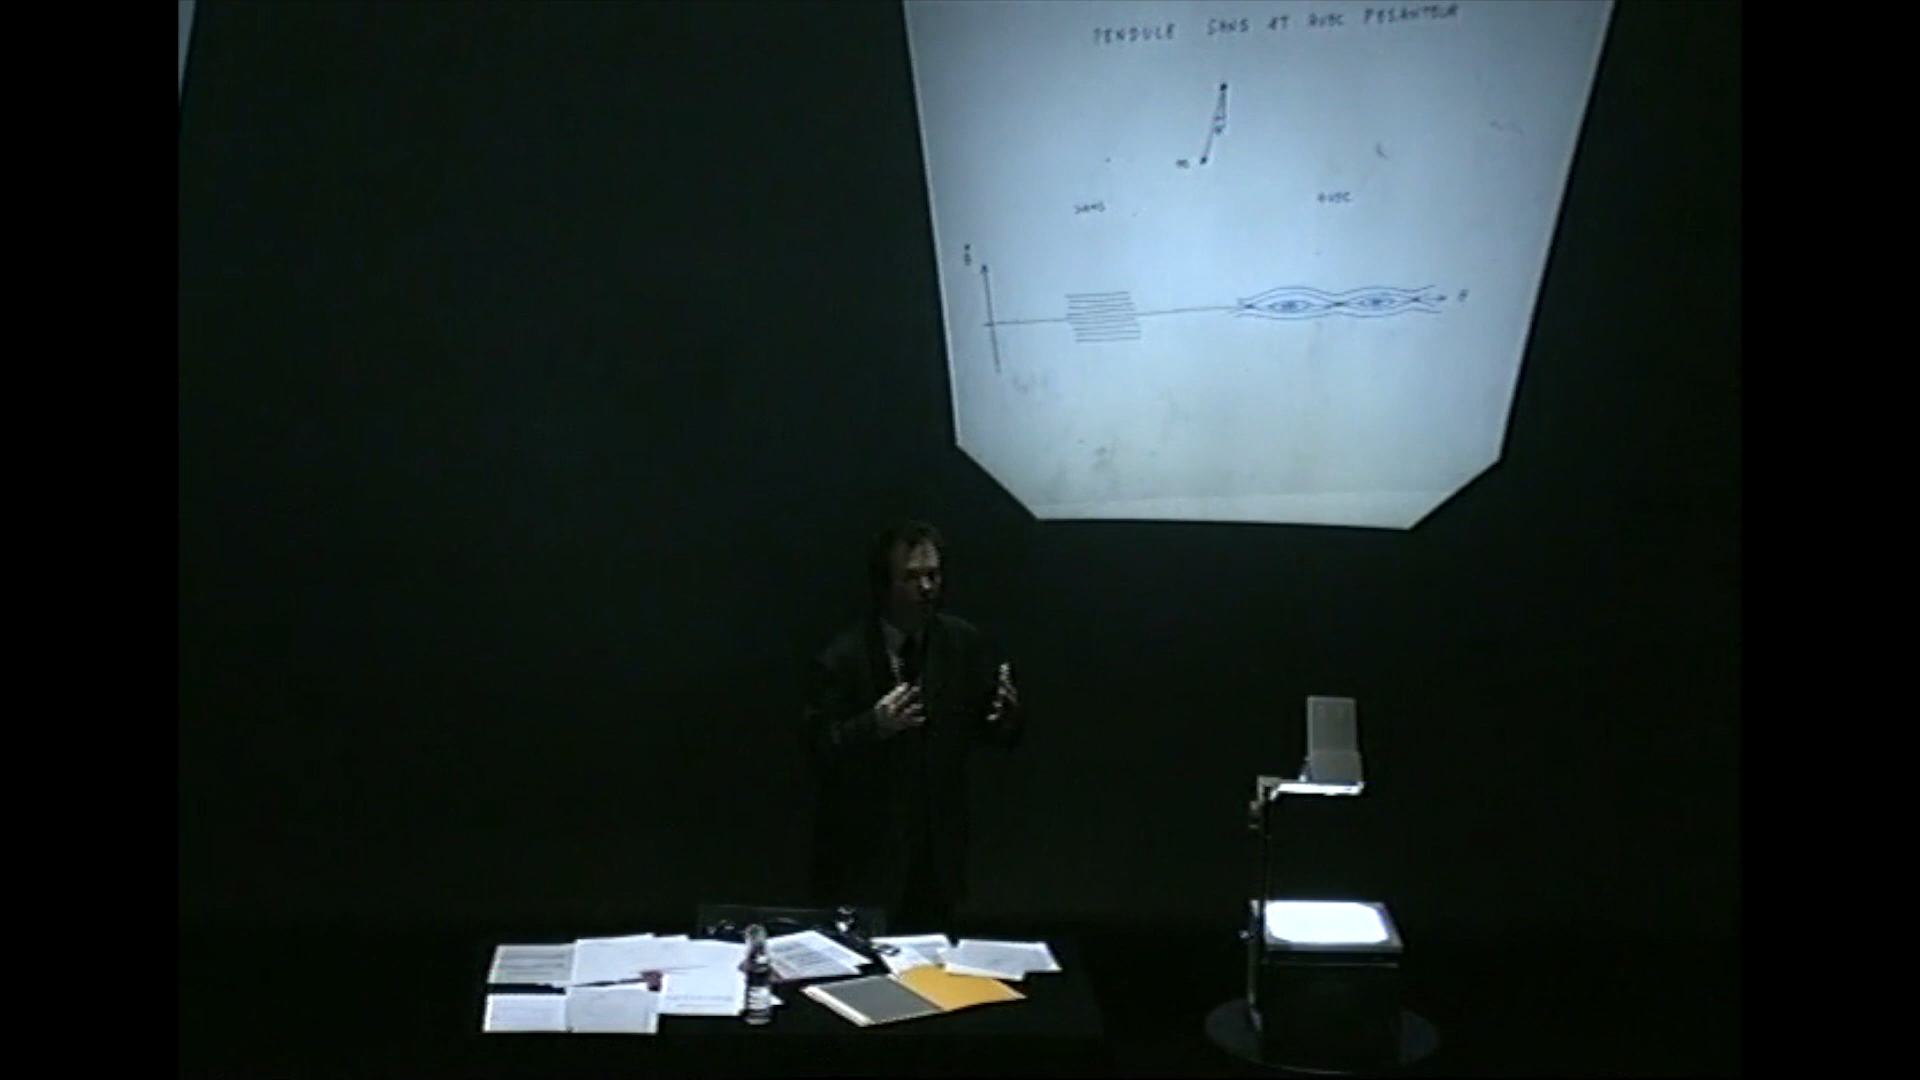 PENDULE SANS ET AVEC PESANTEUR
m
SANS AVEC
θ̇
θ